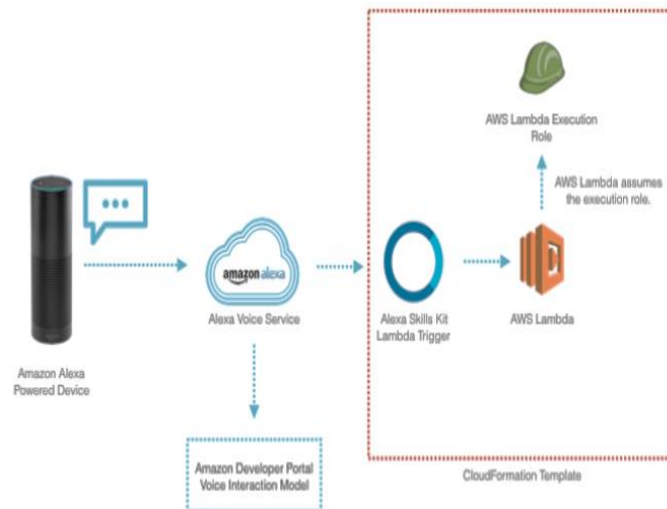 AWS Lambda Execution
Role
AWS Lambda assumes
the execution role.
amazon alexa
Alexa Voice Service
Alexa Skills Kit
Lambda Trigger
AWS Lambda
Amazon Alexa
Powered Device
Amazon Developer Portal
Voice Interaction Model
CloudFormation Template